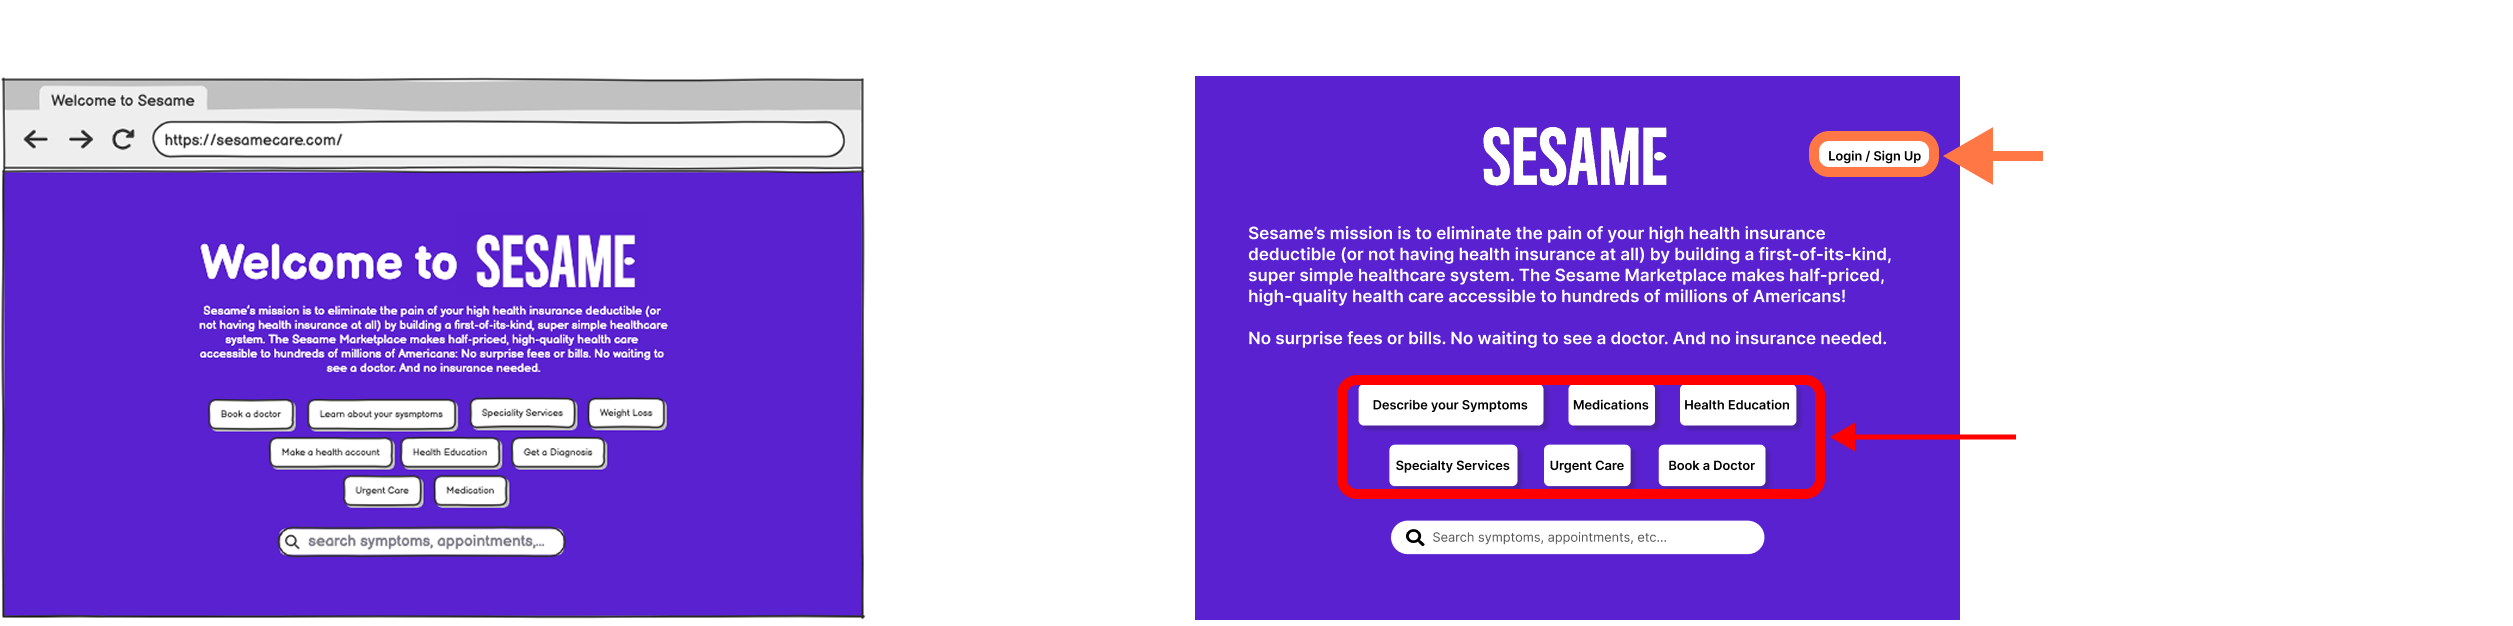 Welcome to Sesame
https://sesamecare.com/
Welcome to SESAME
Sesame's mission is to eliminate the pain of your high health insurance deductible (or
not having health insurance at all) by building a first-of-its-kind, super simple healthcare
system. The Sesame Marketplace makes half-priced, high-quality health care
accessible to hundreds of millions of Americans: No surprise fees or bills. No waiting to
see a doctor. And no insurance needed.
Book a doctor
Learn about your sysmptoms
Speciality Services
Weight Loss
Make a health account
Health Education
Get a Diagnosis
Urgent Care
Medication
search symptoms, appointments,...
SESAME
Login / Sign Up
Sesame's mission is to eliminate the pain of your high health insurance
deductible (or not having health insurance at all) by building a first-of-its-kind,
super simple healthcare system. The Sesame Marketplace makes half-priced,
high-quality health care accessible to hundreds of millions of Americans!
No surprise fees or bills. No waiting to see a doctor. And no insurance needed.
Describe your Symptoms
Medications
Health Education
Specialty Services
Urgent Care
Book a Doctor
Search symptoms, appointments, etc...